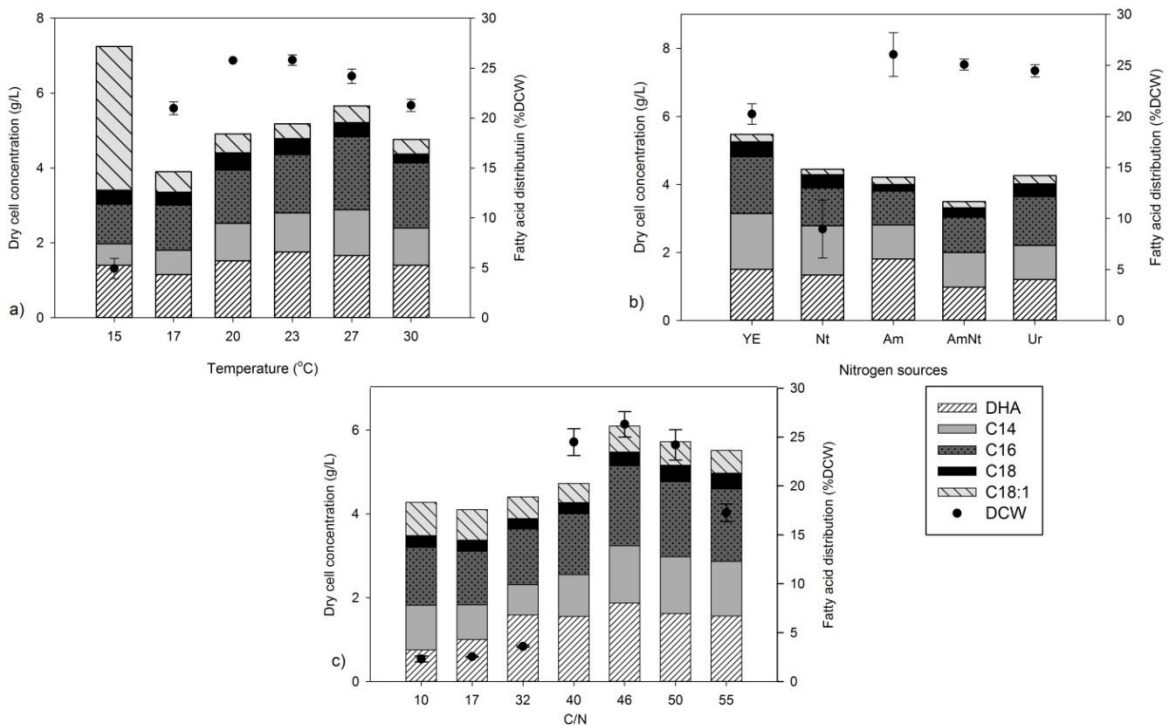 8
6
4
2
0
Dry cell concentration (g/L)
30
25
20
15
10
5
0
Fatty acid distributuin (%DCW)
a)
15 17 20 23 27 30
Temperature (°C)
8
6
4
2
0
Dry cell concentration (g/L)
30
25
20
15
10
5
0
Fatty acid distribution (%DCW)
b)
YE Nt Am AmNt Ur
Nitrogen sources
6
4
2
0
Dry cell concentration (g/L)
30
25
20
15
10
5
0
Fatty acid distribution (%DCW)
c)
10 17 32 40 46 50 55
C/N
DHA
C14
C16
C18
C18:1
DCW